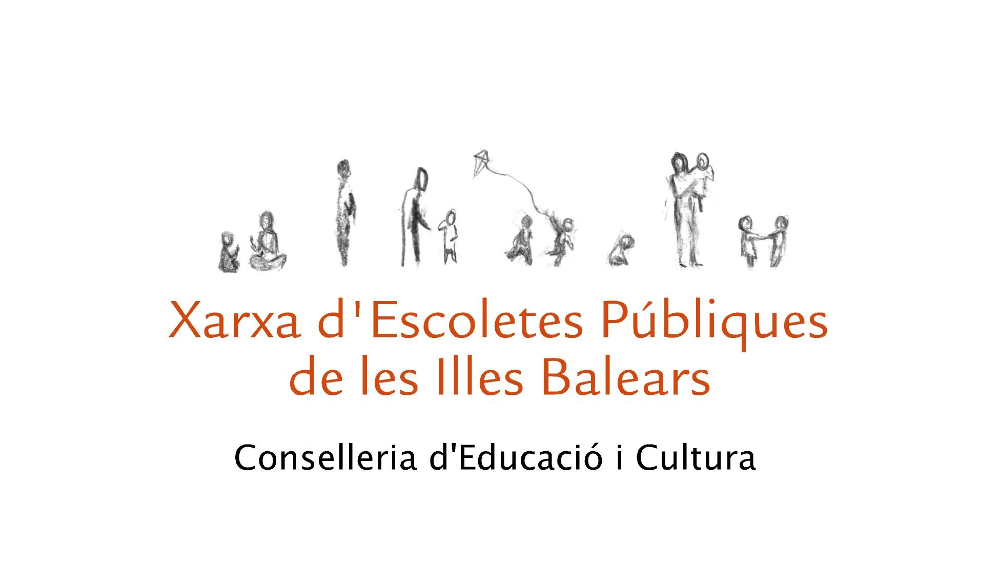 Xarxa d'Escoletes Públiques
de les Illes Balears
Conselleria d'Educació i Cultura